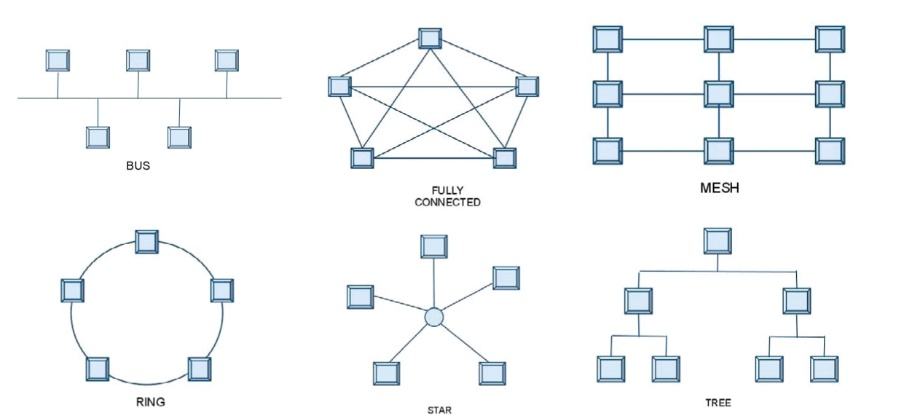 BUS
FULLY
CONNECTED
MESH
RING
STAR
TREE